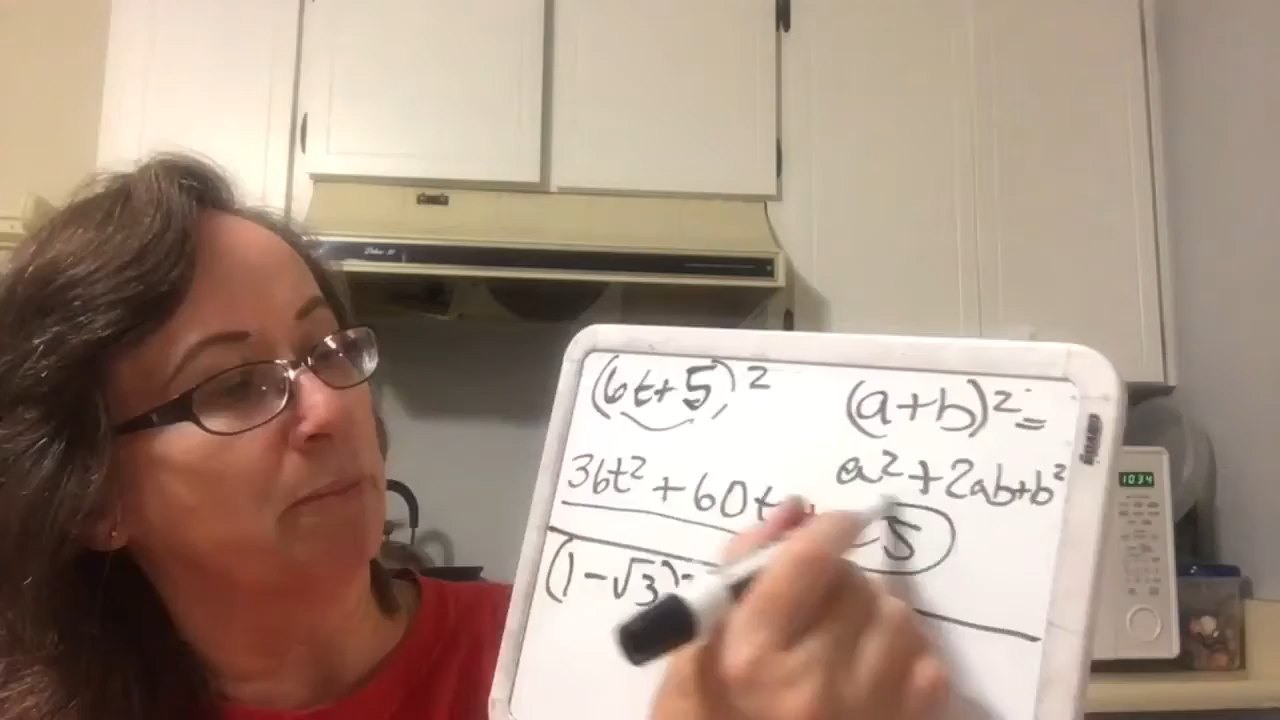 (6t+5)²
(a+b)²=
a²+2ab+b²
36t²+60t
5
(1-√3)
1034